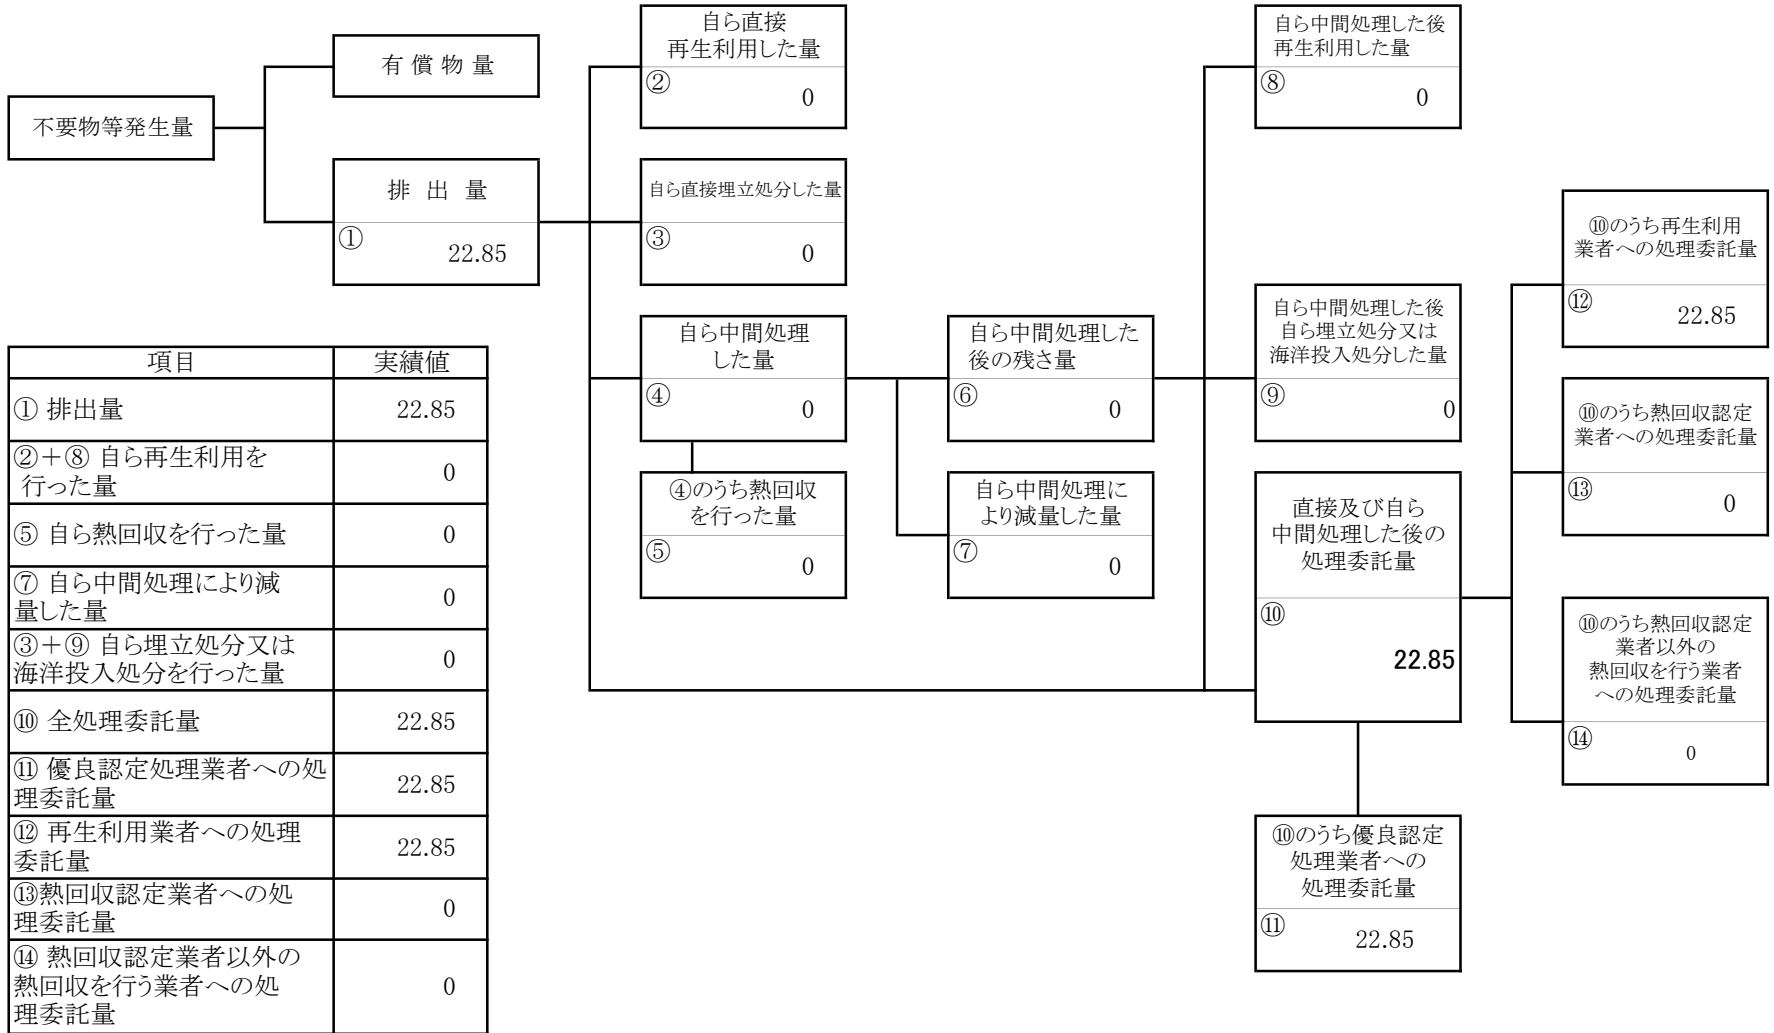 不要物等発生量
有 償 物 量
排 出 量
①
22.85
自ら直接
再生利用した量
②
0
自ら直接埋立処分した量
③
0
自ら中間処理
した量
④
0
④のうち熱回収
を行った量
⑤
0
自ら中間処理した
後の残さ量
⑥
0
自ら中間処理に
より減量した量
⑦
0
自ら中間処理した後
再生利用した量
⑧
0
自ら中間処理した後
自ら埋立処分又は
海洋投入処分した量
⑨
0
直接及び自ら
中間処理した後の
処理委託量
⑩
22.85
⑩のうち優良認定
処理業者への
処理委託量
⑪
22.85
⑩のうち再生利用
業者への処理委託量
⑫
22.85
⑩のうち熱回収認定
業者への処理委託量
⑬
0
⑩のうち熱回収認定
業者以外の
熱回収を行う業者
への処理委託量
⑭
0
項目 実績値
① 排出量 22.85
②＋⑧ 自ら再生利用を
行った量 0
⑤ 自ら熱回収を行った量 0
⑦ 自ら中間処理により減
量した量 0
③＋⑨ 自ら埋立処分又は
海洋投入処分を行った量 0
⑩ 全処理委託量 22.85
⑪ 優良認定処理業者への処
理委託量 22.85
⑫ 再生利用業者への処理
委託量 22.85
⑬熱回収認定業者への処
理委託量 0
⑭ 熱回収認定業者以外の
熱回収を行う業者への処
理委託量 0